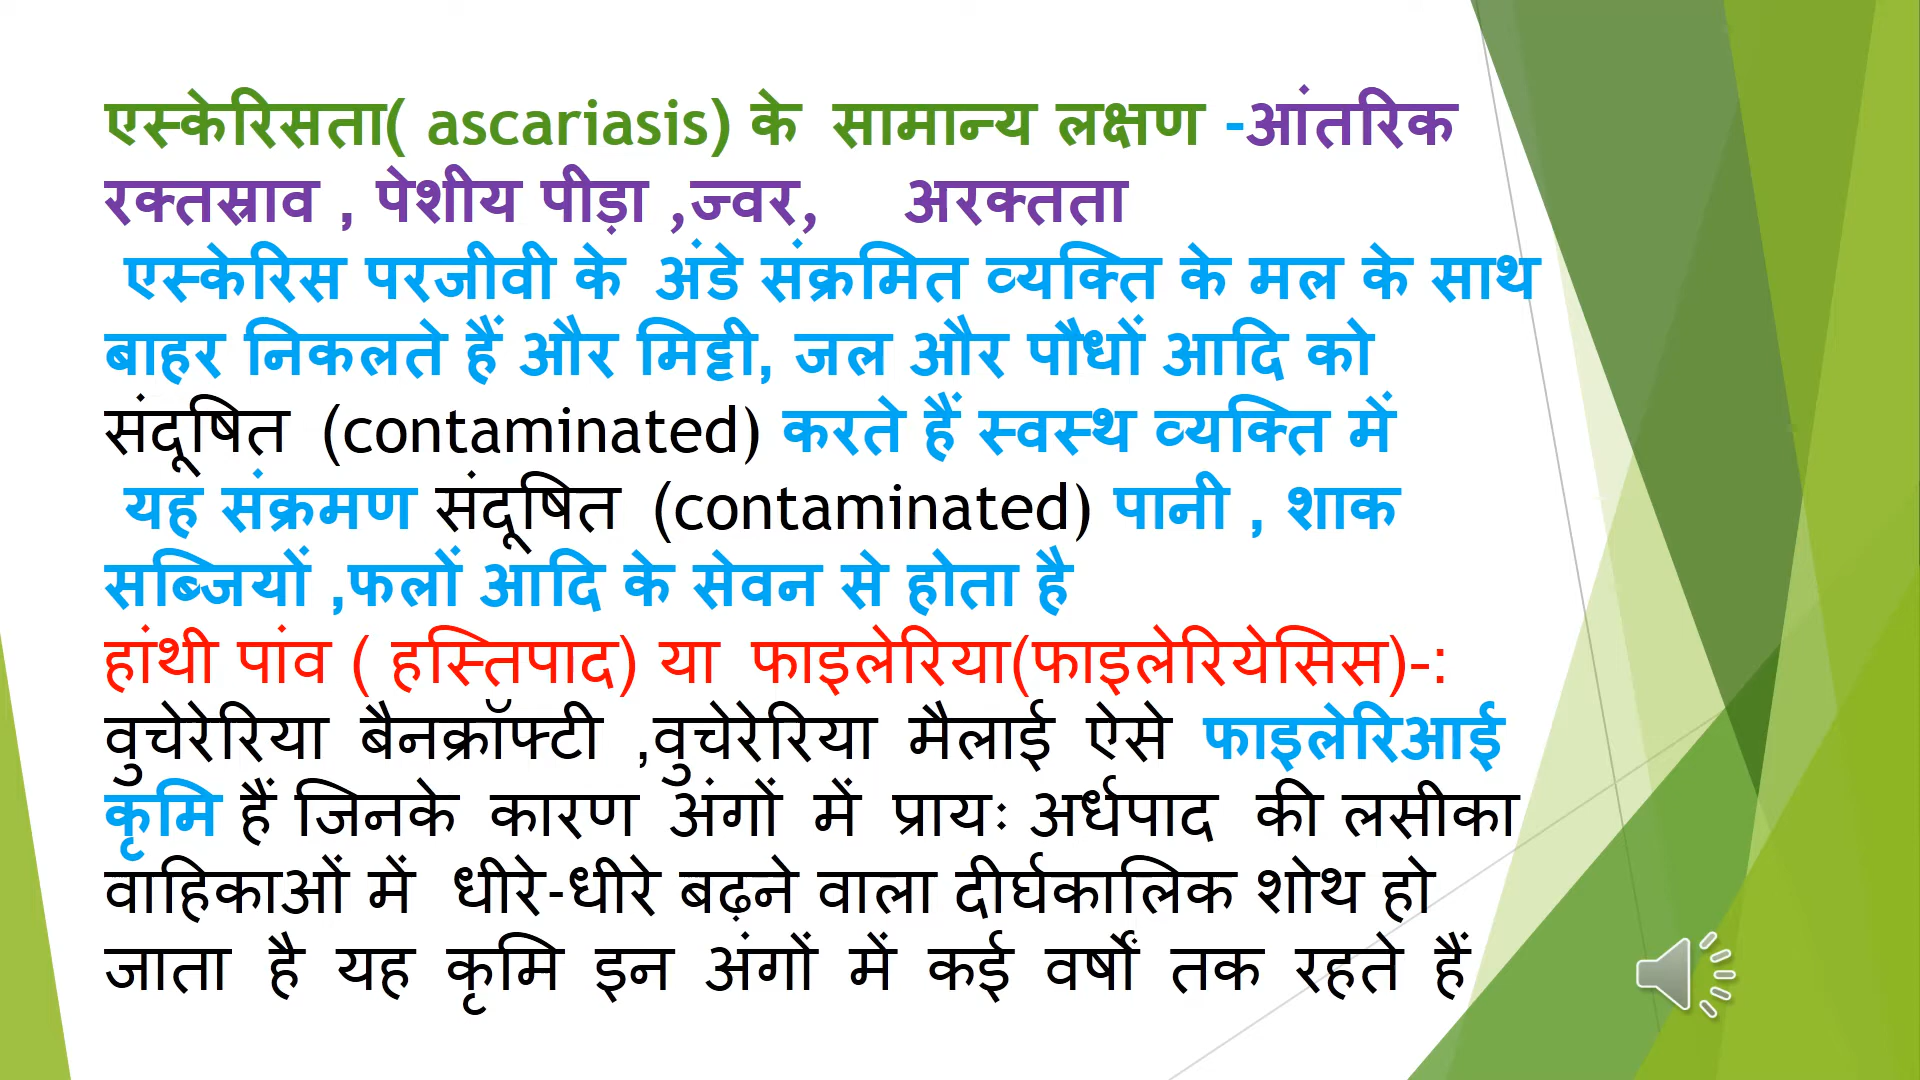 एस्केरिसता( ascariasis) के सामान्य लक्षण -आंतरिक
रक्तस्राव , पेशीय पीड़ा ,ज्वर, अरक्तता
एस्केरिस परजीवी के अंडे संक्रमित व्यक्ति के मल के साथ
बाहर निकलते हैं और मिट्टी, जल और पौधों आदि को
संदूषित (contaminated) करते हैं स्वस्थ व्यक्ति में
यह संक्रमण संदूषित (contaminated) पानी , शाक
सब्जियों ,फलों आदि के सेवन से होता है
हांथी पांव ( हस्तिपाद) या फाइलेरिया(फाइलेरियेसिस)-:
वुचेरेरिया बैनक्रॉफ्टी ,वुचेरेरिया मैलाई ऐसे फाइलेरिआई
कृमि हैं जिनके कारण अंगों में प्रायः अर्धपाद की लसीका
वाहिकाओं में धीरे-धीरे बढ़ने वाला दीर्घकालिक शोथ हो
जाता है यह कृमि इन अंगों में कई वर्षों तक रहते हैं